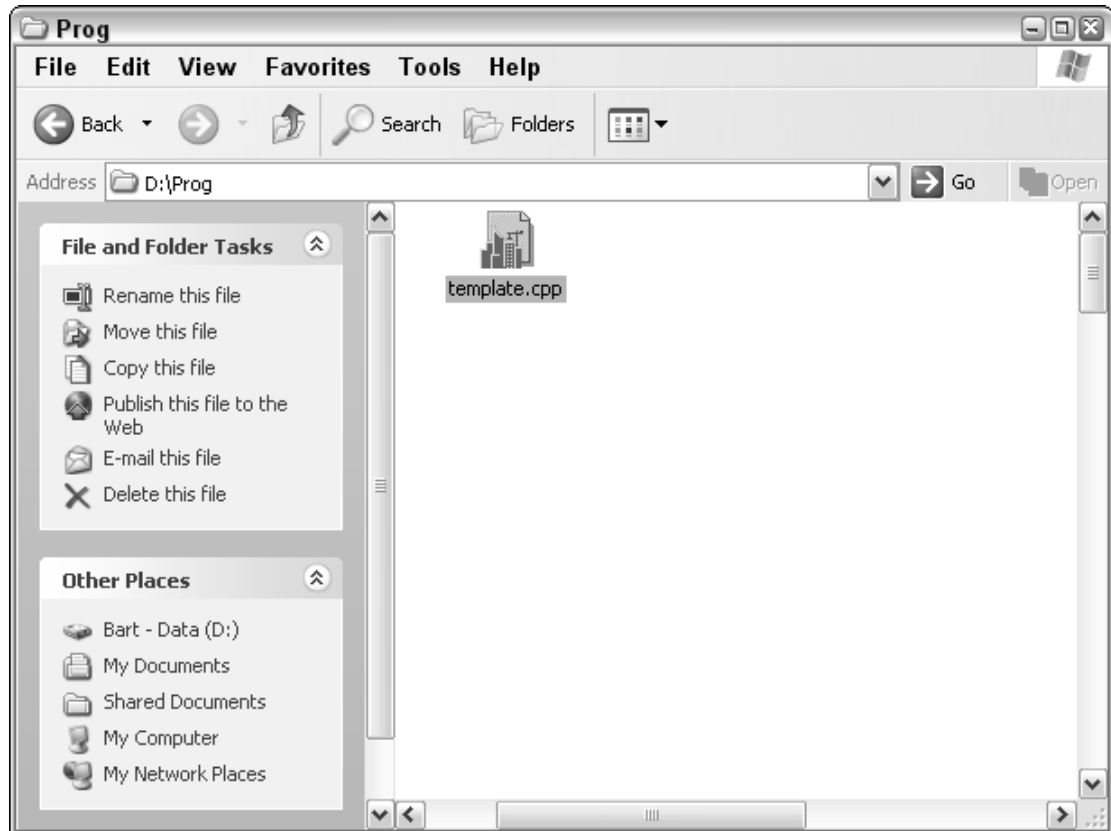 Prog
File Edit View Favorites Tools Help
Back Search Folders
Address D:\Prog Go Open
File and Folder Tasks
Rename this file
Move this file
Copy this file
Publish this file to the
Web
E-mail this file
Delete this file
Other Places
Bart - Data (D:)
My Documents
Shared Documents
My Computer
My Network Places
template.cpp